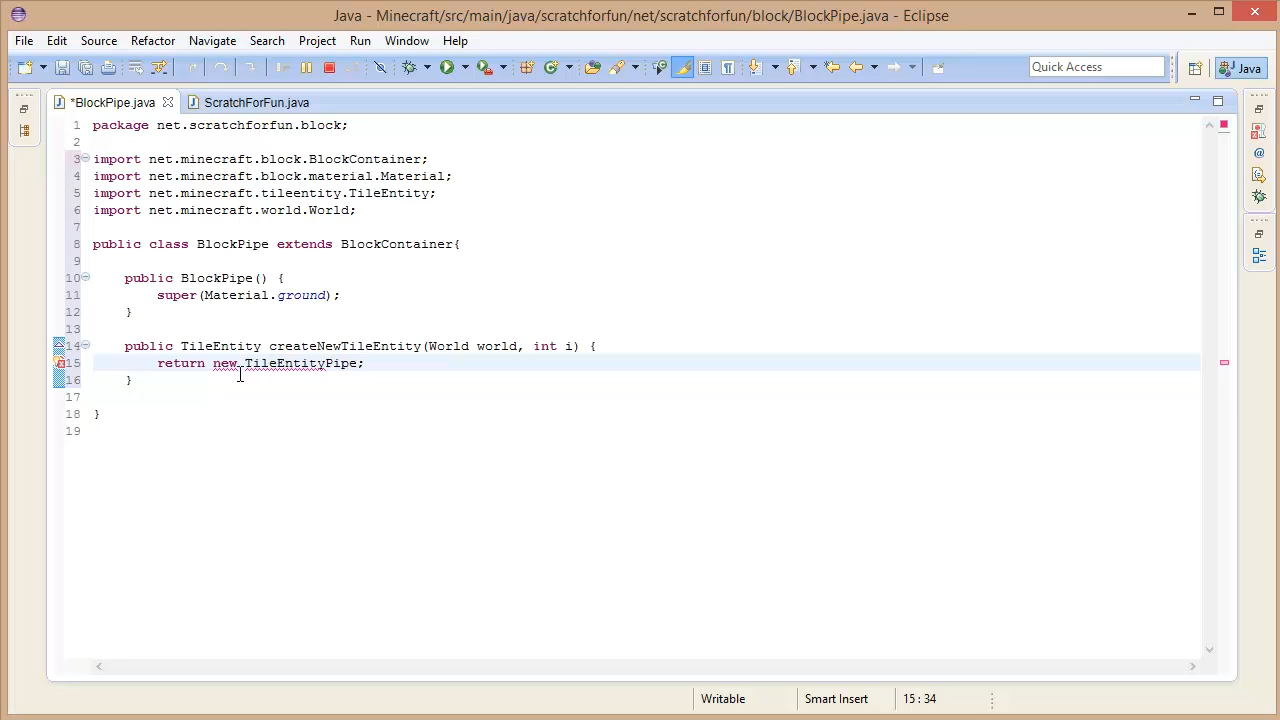 Java - Minecraft/src/main/java/scratchforfun/net/scratchforfun/block/BlockPipe.java - Eclipse
File Edit Source Refactor Navigate Search Project Run Window Help
Quick Access
Java
*BlockPipe.java
ScratchForFun.java
1 package net.scratchforfun.block;
2
3 import net.minecraft.block.BlockContainer;
4 import net.minecraft.block.material.Material;
5 import net.minecraft.tileentity.TileEntity;
6 import net.minecraft.world.World;
7
8 public class BlockPipe extends BlockContainer{
9
10 public BlockPipe() {
11 super(Material.ground);
12 }
13
14 public TileEntity createNewTileEntity(World world, int i) {
15 return new TileEntityPipe;
16 }
17
18 }
19
Writable
Smart Insert
15 : 34